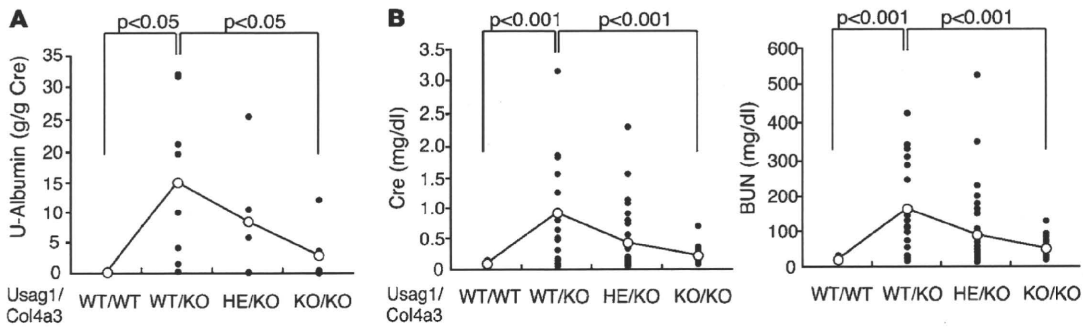 A
p<0.05 p<0.05
U-Albumin (g/g Cre)
40
35
30
25
20
15
10
5
0
Usag1/
Col4a3
WT/WT WT/KO HE/KO KO/KO
B
p<0.001 p<0.001
Cre (mg/dl)
3.5
3.0
2.5
2.0
1.5
1.0
0.5
0
Usag1/
Col4a3
WT/WT WT/KO HE/KO KO/KO
p<0.001 p<0.001
BUN (mg/dl)
600
500
400
300
200
100
0
WT/WT WT/KO HE/KO KO/KO